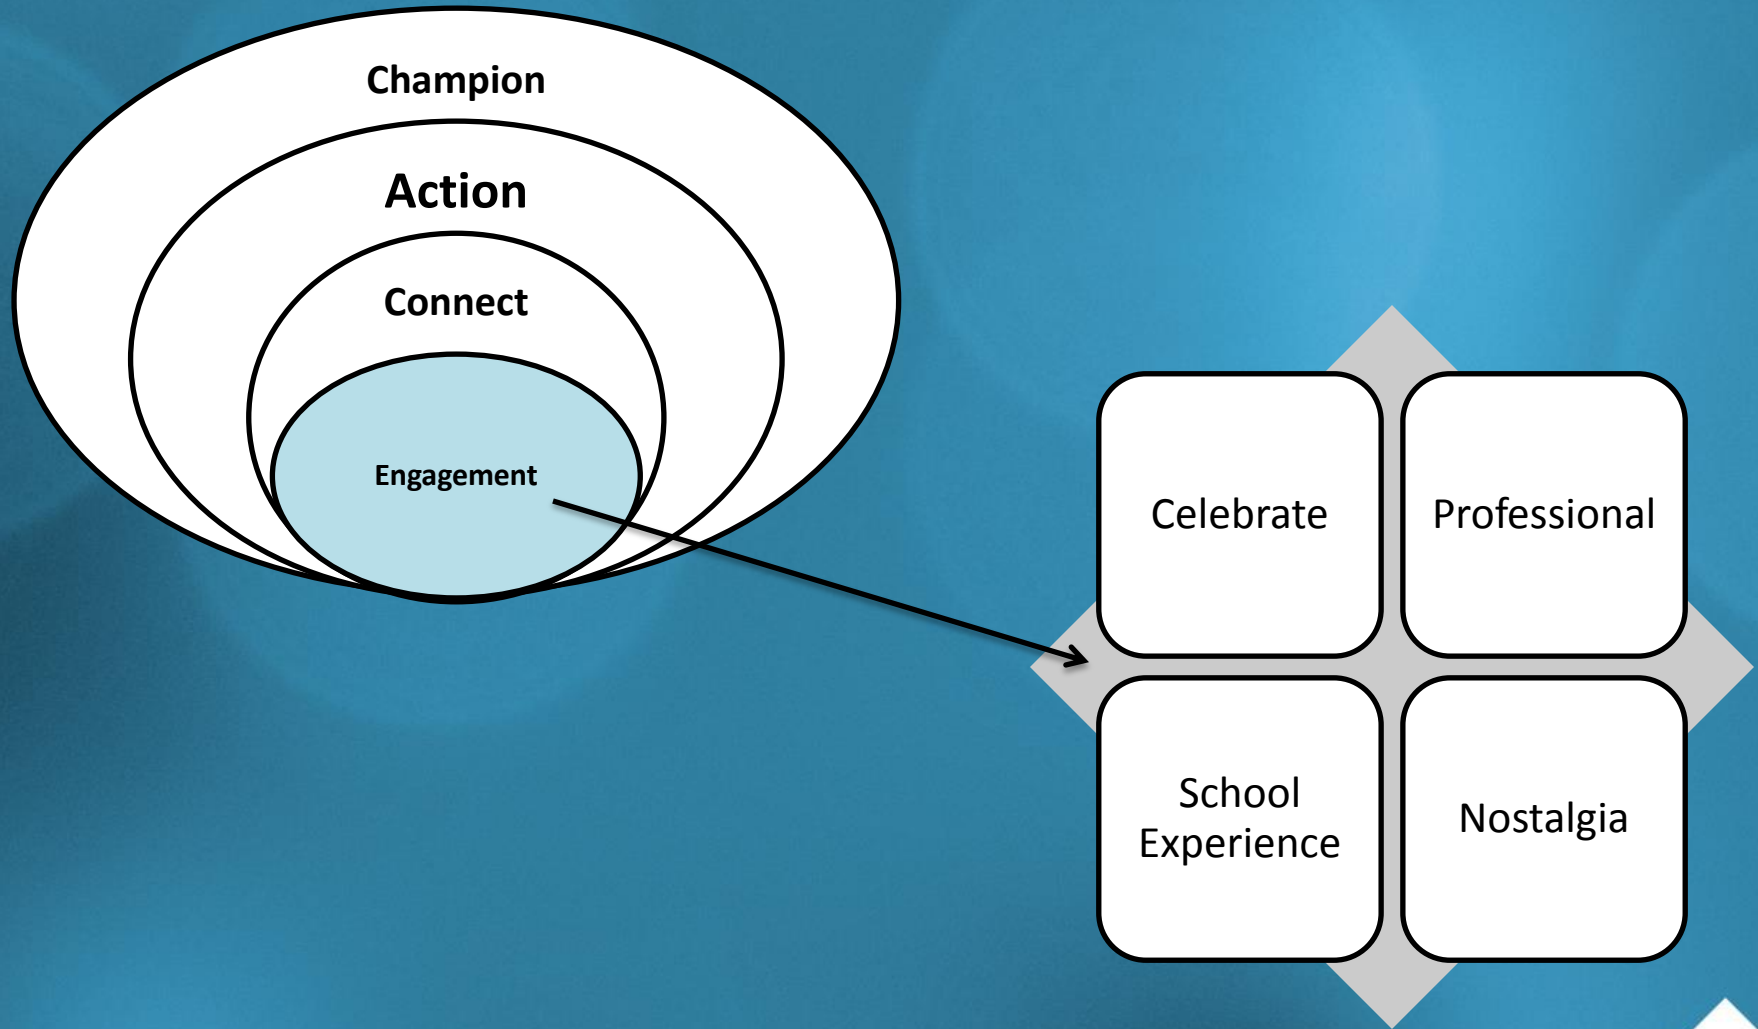 Champion
Action
Connect
Engagement
Celebrate
Professional
School
Experience
Nostalgia